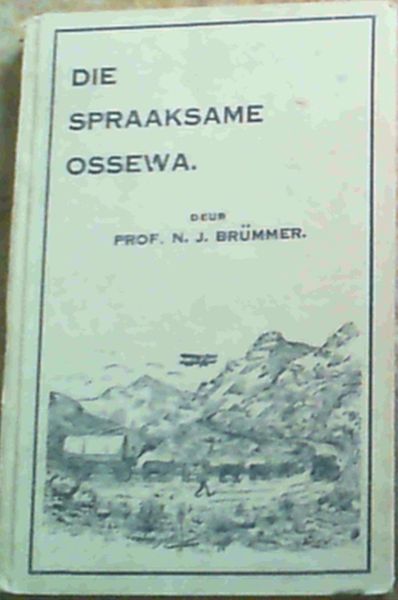 DIE
SPRAAKSAME
OSSEWA.
DEUR
PROF. N. J. BRÜMMER.